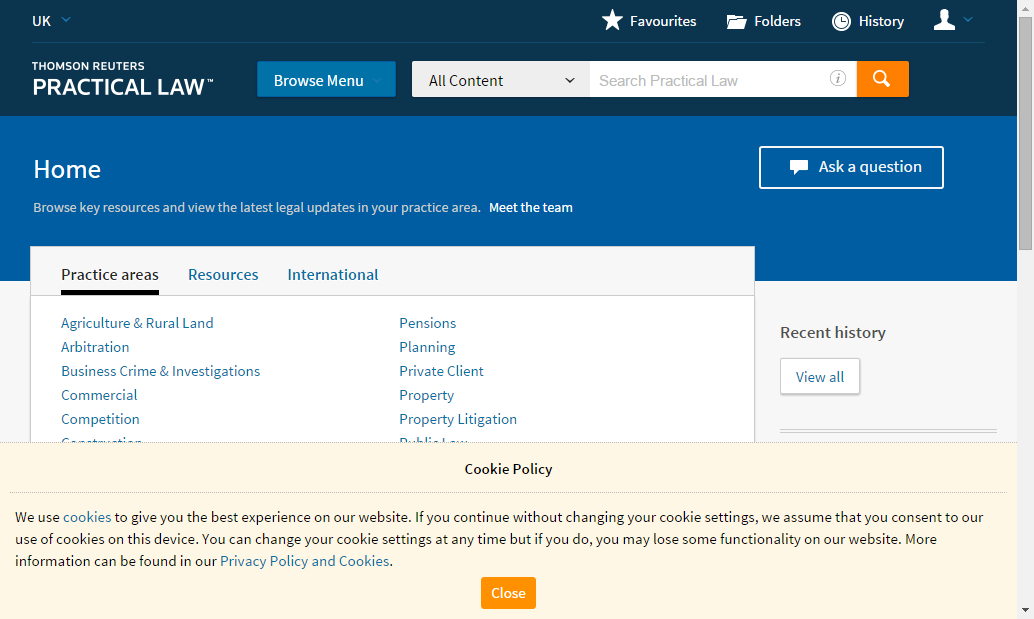 UK
Favourites
Folders
History
THOMSON REUTERS
PRACTICAL LAW™
Browse Menu
All Content
Search Practical Law
i
Home
Ask a question
Browse key resources and view the latest legal updates in your practice area. Meet the team
Practice areas
Resources
International
Agriculture & Rural Land
Arbitration
Business Crime & Investigations
Commercial
Competition
Construction
Pensions
Planning
Private Client
Property
Property Litigation
Public Law
Recent history
View all
Cookie Policy
We use cookies to give you the best experience on our website. If you continue without changing your cookie settings, we assume that you consent to our
use of cookies on this device. You can change your cookie settings at any time but if you do, you may lose some functionality on our website. More
information can be found in our Privacy Policy and Cookies.
Close